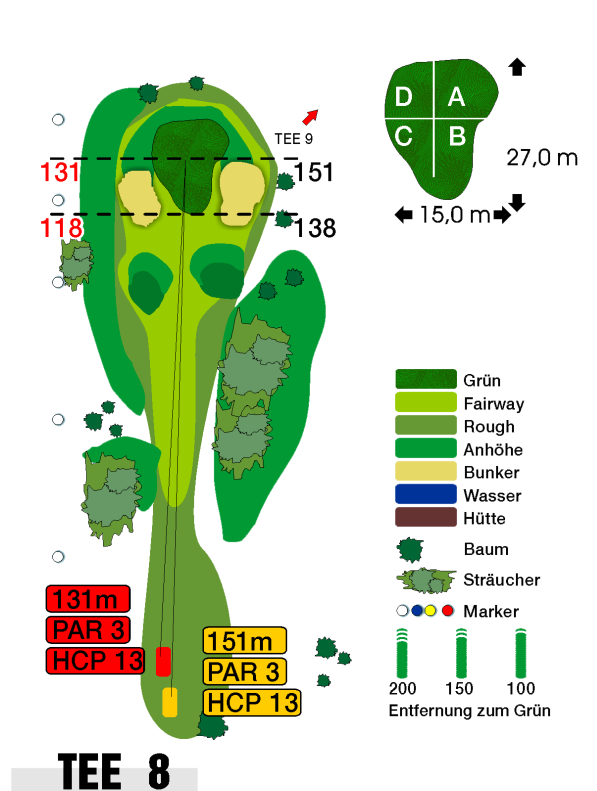 D A
C B
27,0 m
15,0 m
TEE 9
131 151
118 138
Grün
Fairway
Rough
Anhöhe
Bunker
Wasser
Hütte
Baum
Sträucher
Marker
200 150 100
Entfernung zum Grün
131m
PAR 3
HCP 13
151m
PAR 3
HCP 13
TEE 8